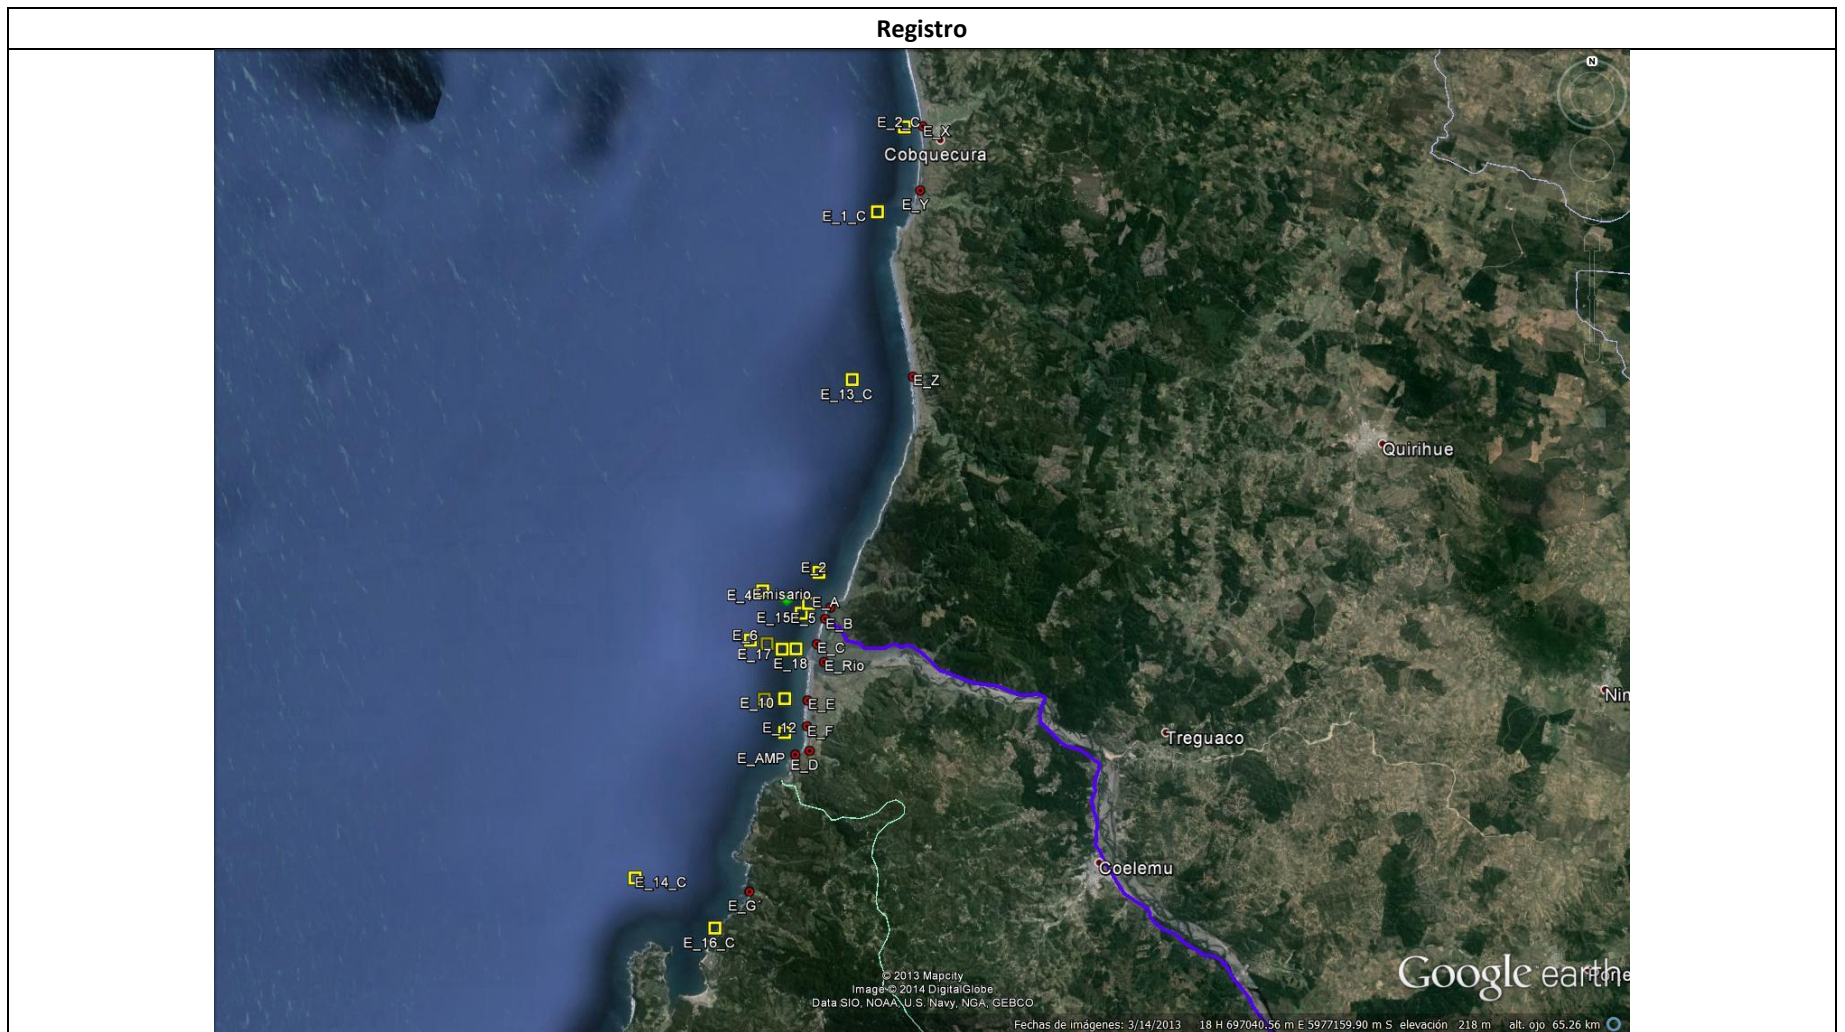 Registro
N
E_2_C
E_X
Cobquecura
E_Y
E_1_C
E_Z
E_13_C
Quirihue
E_2
E_4
Emisario
E_A
E_15
E_5
E_B
E_6
E_C
E_17
E_18
E_Rio
Nin
E_10
E_E
E_12
E_F
Treguaco
E_AMP
E_D
Coelemu
E_14_C
E_G´
E_16_C
Google earth
© 2013 Mapcity
Image © 2014 DigitalGlobe
Data SIO, NOAA, U.S. Navy, NGA, GEBCO
Fechas de imágenes: 3/14/2013 18 H 697040.56 m E 5977159.90 m S elevación 218 m alt. ojo 65.26 km